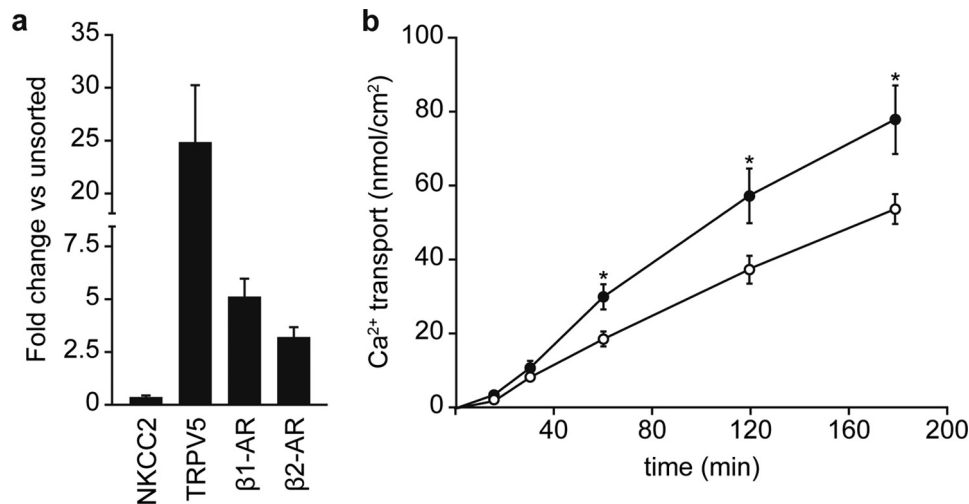 a
Fold change vs unsorted
35
30
25
20
7.5
5
2.5
0
NKCC2
TRPV5
β1-AR
β2-AR
b
Ca²⁺ transport (nmol/cm²)
100
80
60
40
20
0
*
*
*
40
80
120
160
200
time (min)